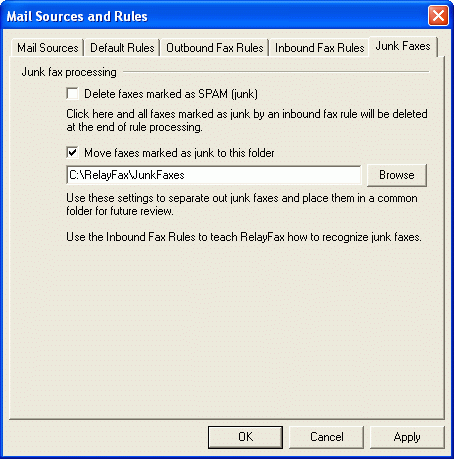 Mail Sources and Rules
Mail Sources
Default Rules
Outbound Fax Rules
Inbound Fax Rules
Junk Faxes
Junk fax processing
Delete faxes marked as SPAM (junk)
Click here and all faxes marked as junk by an inbound fax rule will be deleted
at the end of rule processing.
Move faxes marked as junk to this folder
C:\RelayFax\JunkFaxes
Browse
Use these settings to separate out junk faxes and place them in a common
folder for future review.
Use the Inbound Fax Rules to teach RelayFax how to recognize junk faxes.
OK
Cancel
Apply